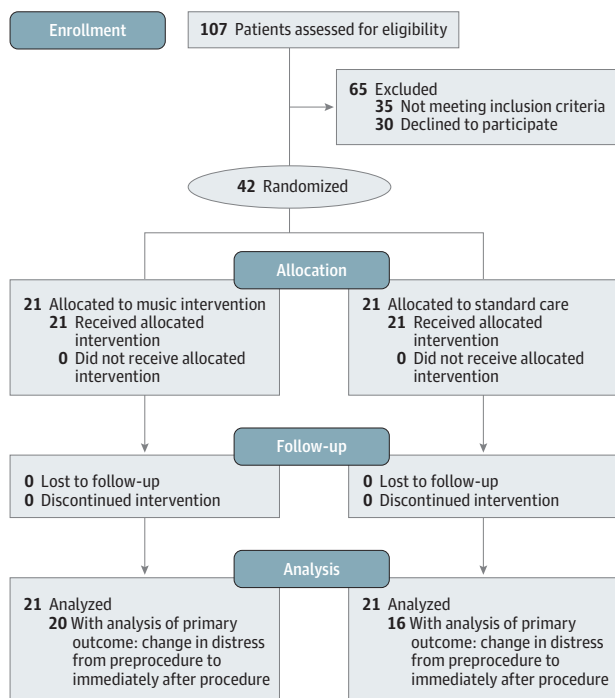 Enrollment
107 Patients assessed for eligibility
65 Excluded
35 Not meeting inclusion criteria
30 Declined to participate
42 Randomized
Allocation
21 Allocated to music intervention
21 Received allocated
intervention
0 Did not receive allocated
intervention
21 Allocated to standard care
21 Received allocated
intervention
0 Did not receive allocated
intervention
Follow-up
0 Lost to follow-up
0 Discontinued intervention
0 Lost to follow-up
0 Discontinued intervention
Analysis
21 Analyzed
20 With analysis of primary
outcome: change in distress
from preprocedure to
immediately after procedure
21 Analyzed
16 With analysis of primary
outcome: change in distress
from preprocedure to
immediately after procedure